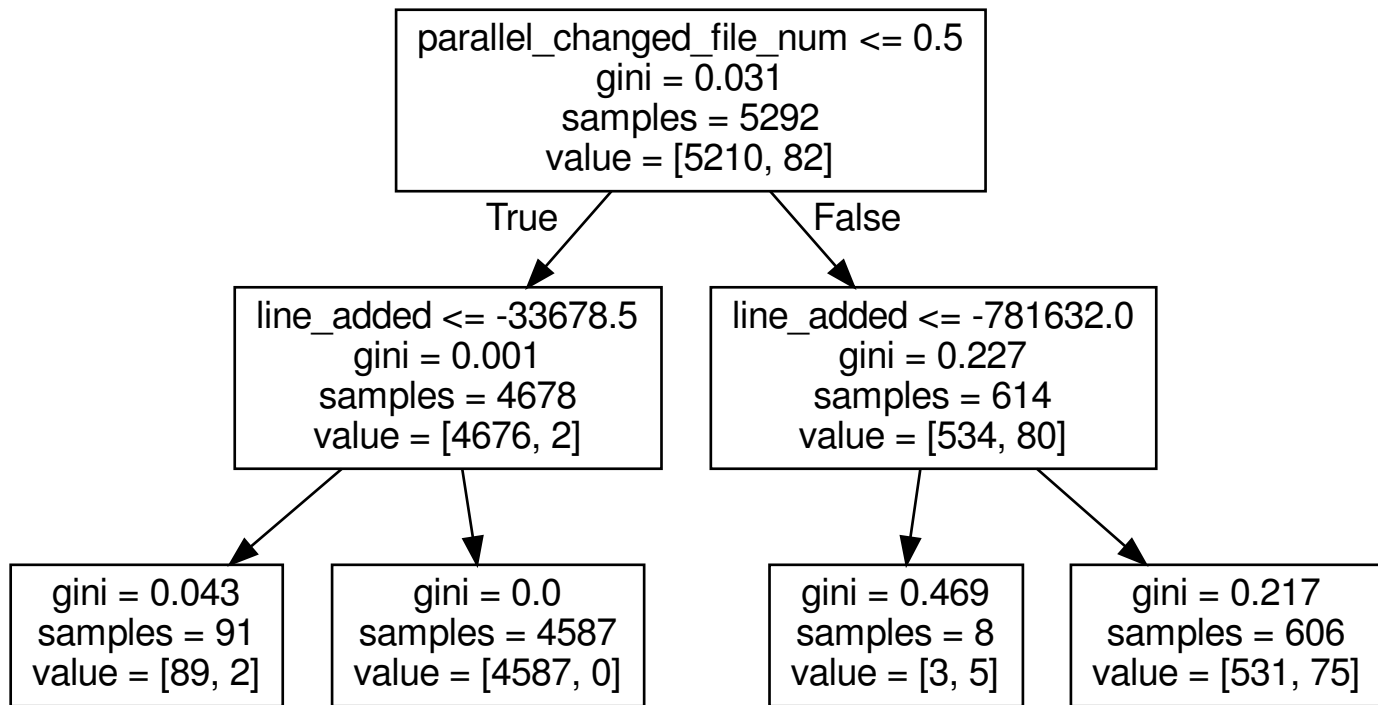 parallel_changed_file_num <= 0.5
gini = 0.031
samples = 5292
value = [5210, 82]
True
False
line_added <= -33678.5
gini = 0.001
samples = 4678
value = [4676, 2]
line_added <= -781632.0
gini = 0.227
samples = 614
value = [534, 80]
gini = 0.043
samples = 91
value = [89, 2]
gini = 0.0
samples = 4587
value = [4587, 0]
gini = 0.469
samples = 8
value = [3, 5]
gini = 0.217
samples = 606
value = [531, 75]